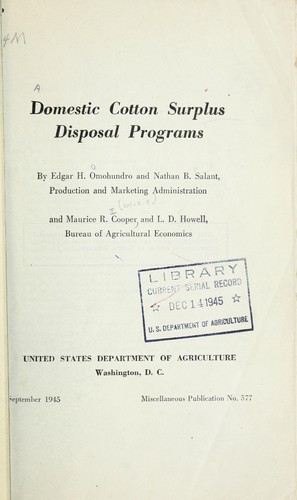 Domestic Cotton Surplus
Disposal Programs
By Edgar H. Omohundro and Nathan B. Salant,
Production and Marketing Administration
and Maurice R. Cooper and L. D. Howell,
Bureau of Agricultural Economics
LIBRARY
CURRENT SERIAL RECORD
☆ DEC 14 1945 ☆
U. S. DEPARTMENT OF AGRICULTURE
UNITED STATES DEPARTMENT OF AGRICULTURE
Washington, D. C.
September 1945 Miscellaneous Publication No. 577